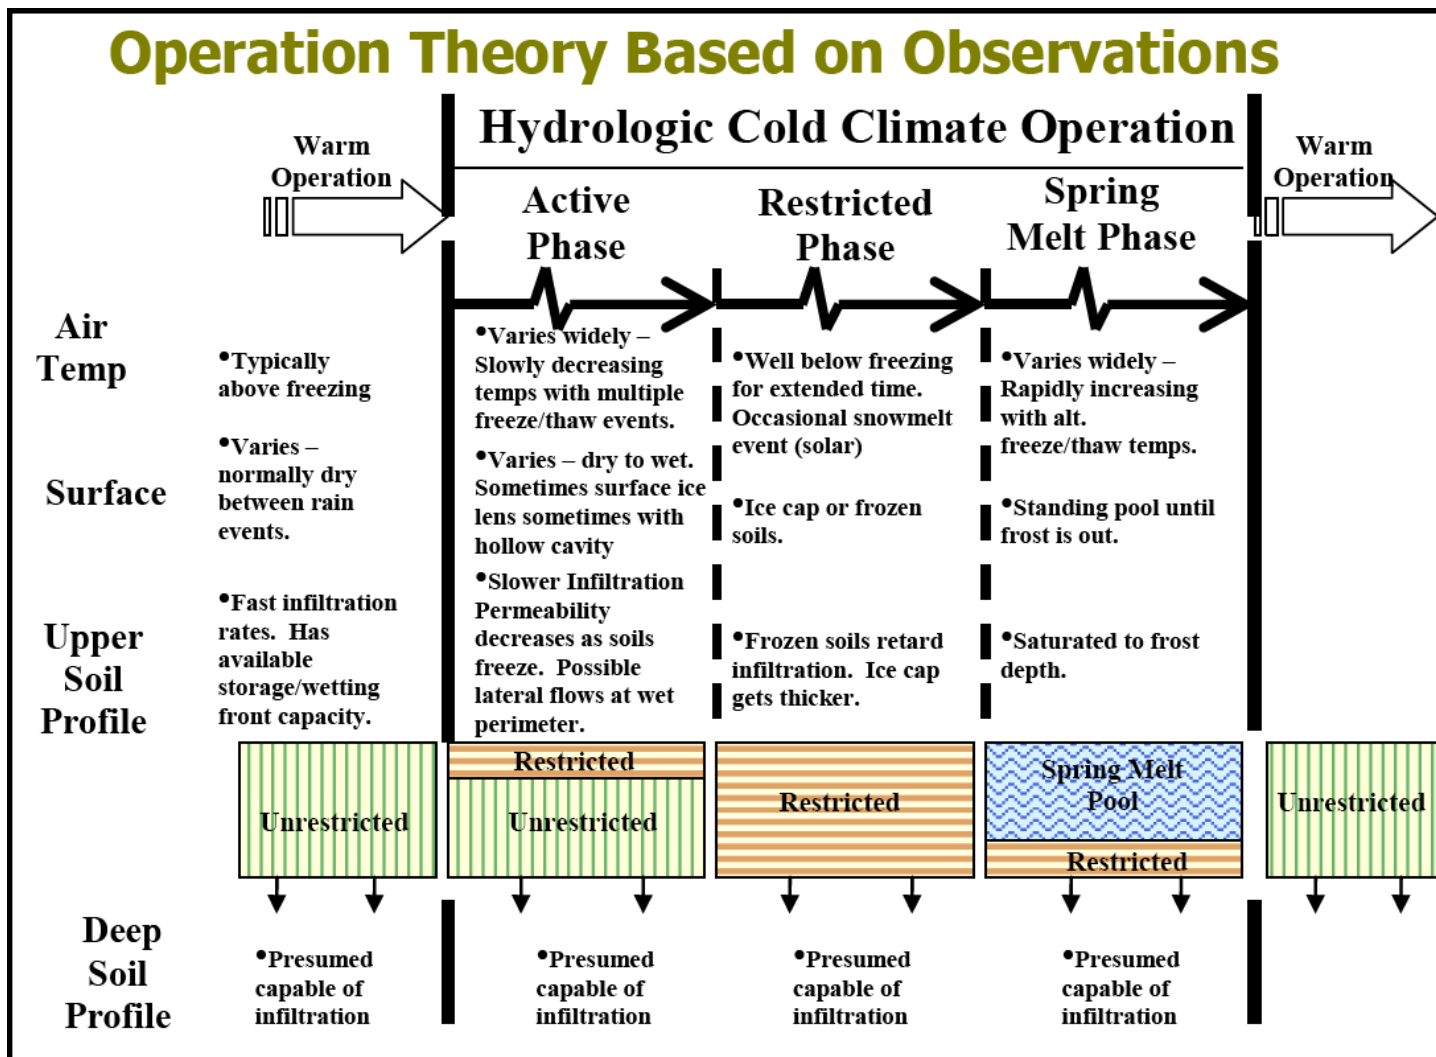 Operation Theory Based on Observations
Hydrologic Cold Climate Operation
Warm
Operation
Active
Phase
Restricted
Phase
Spring
Melt Phase
Warm
Operation
Air
Temp
•Typically
above freezing
•Varies widely –
Slowly decreasing
temps with multiple
freeze/thaw events.
•Well below freezing
for extended time.
Occasional snowmelt
event (solar)
•Varies widely –
Rapidly increasing
with alt.
freeze/thaw temps.
Surface
•Varies –
normally dry
between rain
events.
•Varies – dry to wet.
Sometimes surface ice
lens sometimes with
hollow cavity
•Ice cap or frozen
soils.
•Standing pool until
frost is out.
Upper
Soil
Profile
•Fast infiltration
rates.  Has
available
storage/wetting
front capacity.
•Slower Infiltration
Permeability
decreases as soils
freeze.  Possible
lateral flows at wet
perimeter.
•Frozen soils retard
infiltration.  Ice cap
gets thicker.
•Saturated to frost
depth.
Unrestricted
Restricted
Unrestricted
Restricted
Spring Melt
Pool
Restricted
Unrestricted
Deep
Soil
Profile
•Presumed
capable of
infiltration
•Presumed
capable of
infiltration
•Presumed
capable of
infiltration
•Presumed
capable of
infiltration